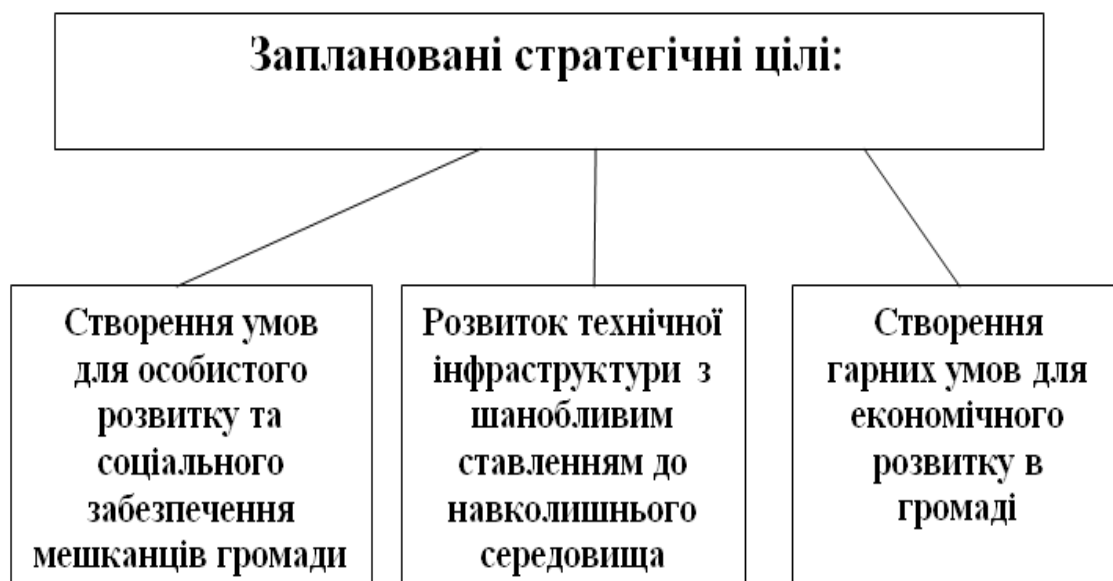 Заплановані стратегічні цілі:
Створення умов
для особистого
розвитку та
соціального
забезпечення
мешканців громади
Розвиток технічної
інфраструктури з
шанобливим
ставленням до
навколишнього
середовища
Створення
гарних умов для
економічного
розвитку в
громаді